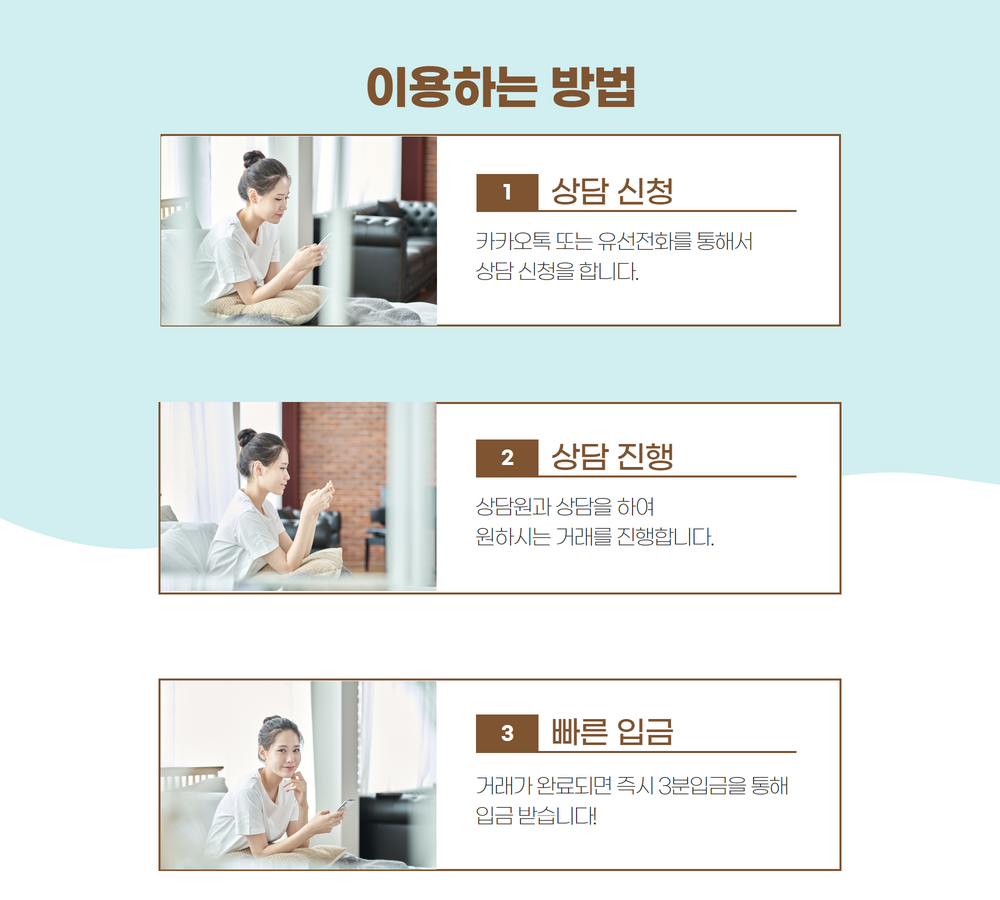 이용하는 방법
1 상담 신청
카카오톡 또는 유선전화를 통해서
상담 신청을 합니다.
2 상담 진행
상담원과 상담을 하여
원하시는 거래를 진행합니다.
3 빠른 입금
거래가 완료되면 즉시 3분입금을 통해
입금 받습니다!